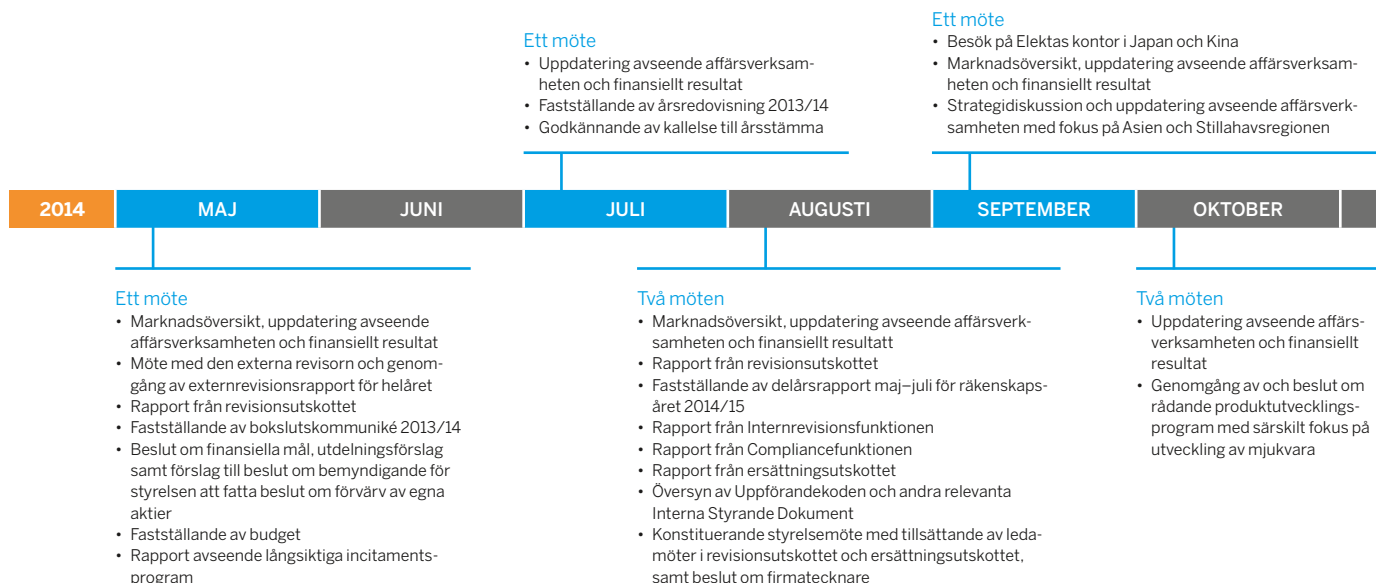 Ett möte
• Uppdatering avseende affärsverksam-
heten och finansiellt resultat
• Fastställande av årsredovisning 2013/14
• Godkännande av kallelse till årsstämma
Ett möte
• Besök på Elektas kontor i Japan och Kina
• Marknadsöversikt, uppdatering avseende affärsverksam-
heten och finansiellt resultat
• Strategidiskussion och uppdatering avseende affärsverk-
samheten med fokus på Asien och Stillahavsregionen
2014 MAJ JUNI JULI AUGUSTI SEPTEMBER OKTOBER
Ett möte
• Marknadsöversikt, uppdatering avseende
affärsverksamheten och finansiellt resultat
• Möte med den externa revisorn och genom-
gång av externrevisionsrapport för helåret
• Rapport från revisionsutskottet
• Fastställande av bokslutskommuniké 2013/14
• Beslut om finansiella mål, utdelningsförslag
samt förslag till beslut om bemyndigande för
styrelsen att fatta beslut om förvärv av egna
aktier
• Fastställande av budget
• Rapport avseende långsiktiga incitaments-
program
Två möten
• Marknadsöversikt, uppdatering avseende affärsverk-
samheten och finansiellt resultatt
• Rapport från revisionsutskottet
• Fastställande av delårsrapport maj–juli för räkenskaps-
året 2014/15
• Rapport från Internrevisionsfunktionen
• Rapport från Compliancefunktionen
• Rapport från ersättningsutskottet
• Översyn av Uppförandekoden och andra relevanta
Interna Styrande Dokument
• Konstituerande styrelsemöte med tillsättande av leda-
möter i revisionsutskottet och ersättningsutskottet,
samt beslut om firmatecknare
Två möten
• Uppdatering avseende affärs-
verksamheten och finansiellt
resultat
• Genomgång av och beslut om
rådande produktutvecklings-
program med särskilt fokus på
utveckling av mjukvara